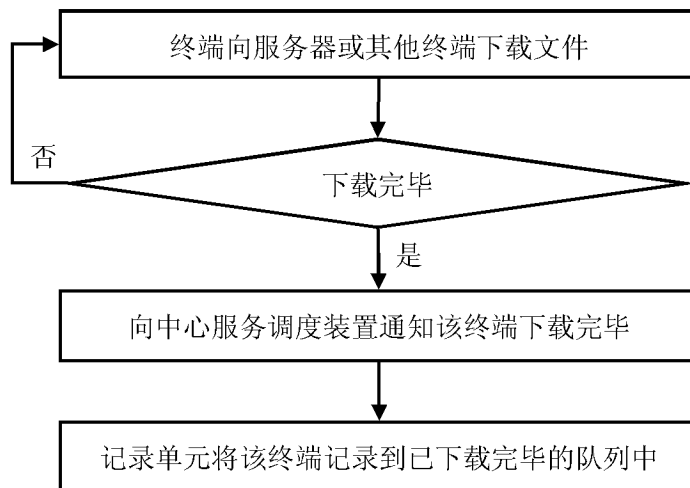 终端向服务器或其他终端下载文件
否
下载完毕
是
向中心服务调度装置通知该终端下载完毕
记录单元将该终端记录到已下载完毕的队列中